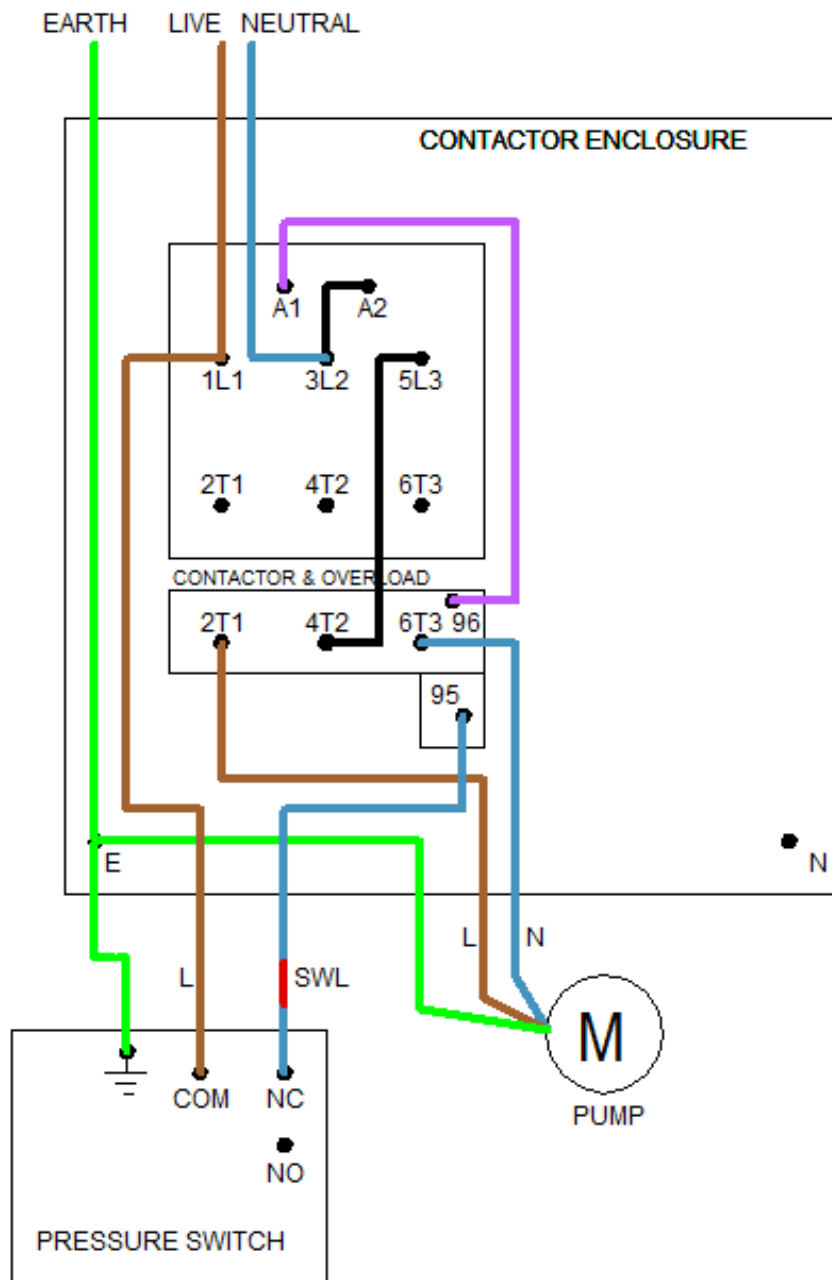 EARTH LIVE NEUTRAL
CONTACTOR ENCLOSURE
A1 A2
1L1 3L2 5L3
2T1 4T2 6T3
CONTACTOR & OVERLOAD
2T1 4T2 6T3 96
95
E
N
L N
L SWL
M
COM NC
PUMP
NO
PRESSURE SWITCH